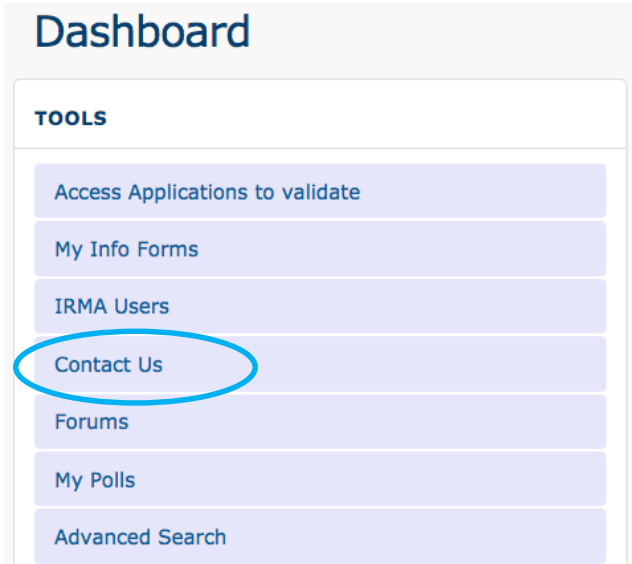 Dashboard
TOOLS
Access Applications to validate
My Info Forms
IRMA Users
Contact Us
Forums
My Polls
Advanced Search